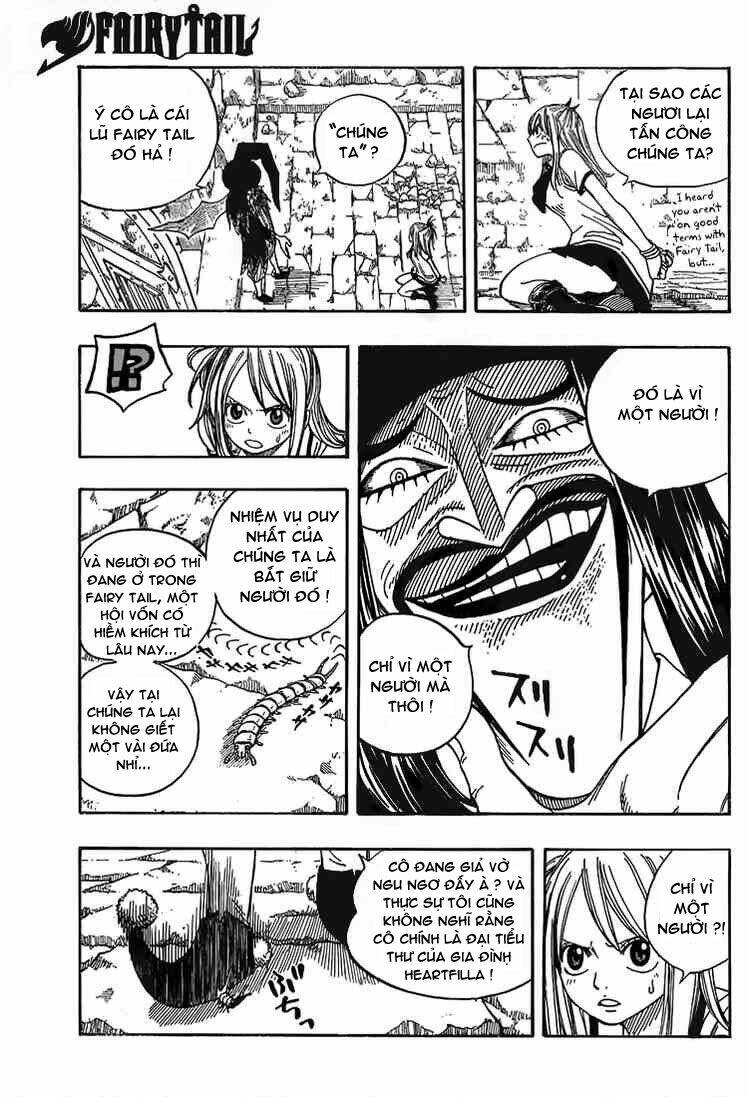 FAIRY TAIL
TẠI SAO CÁC
NGƯƠI LẠI
TẤN CÔNG
CHÚNG TA?
I heard
you aren't
on good
terms with
Fairy Tail,
but...
"CHÚNG
TA" ?
Ý CÔ LÀ CÁI
LŨ FAIRY TAIL
ĐÓ HẢ !
ĐÓ LÀ VÌ
MỘT NGƯỜI !
CHỈ VÌ MỘT
NGƯỜI MÀ
THÔI !
ズリ
ズリ
!?
NHIỆM VỤ DUY
NHẤT CỦA
CHÚNG TA LÀ
BẮT GIỮ
NGƯỜI ĐÓ !
VÀ NGƯỜI ĐÓ THÌ
ĐANG Ở TRONG
FAIRY TAIL, MỘT
HỘI VỐN CÓ
HIỀM KHÍCH TỪ
LÂU NAY...
VẬY TẠI
CHÚNG TA LẠI
KHÔNG GIẾT
MỘT VÀI ĐỨA
NHỈ...
CHỈ VÌ
MỘT
NGƯỜI ?!
CÔ ĐANG GIẢ VỜ
NGU NGƠ ĐẤY À ? VÀ
THỰC SỰ TÔI CŨNG
KHÔNG NGHĨ RẰNG
CÔ CHÍNH LÀ ĐẠI TIỂU
THƯ CỦA GIA ĐÌNH
HEARTFILLA !
ぶちっ